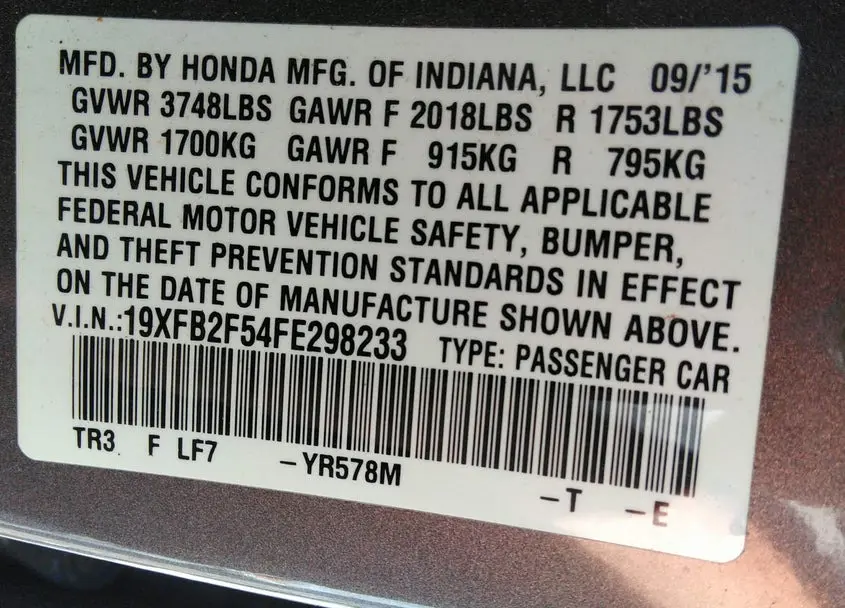 MFD. BY HONDA MFG. OF INDIANA, LLC 09/'15
GVWR 3748LBS GAWR F 2018LBS R 1753LBS
GVWR 1700KG GAWR F 915KG R 795KG
THIS VEHICLE CONFORMS TO ALL APPLICABLE
FEDERAL MOTOR VEHICLE SAFETY, BUMPER,
AND THEFT PREVENTION STANDARDS IN EFFECT
ON THE DATE OF MANUFACTURE SHOWN ABOVE.
V.I.N.:19XFB2F54FE298233 TYPE: PASSENGER CAR
TR3 F LF7 -YR578M -T -E